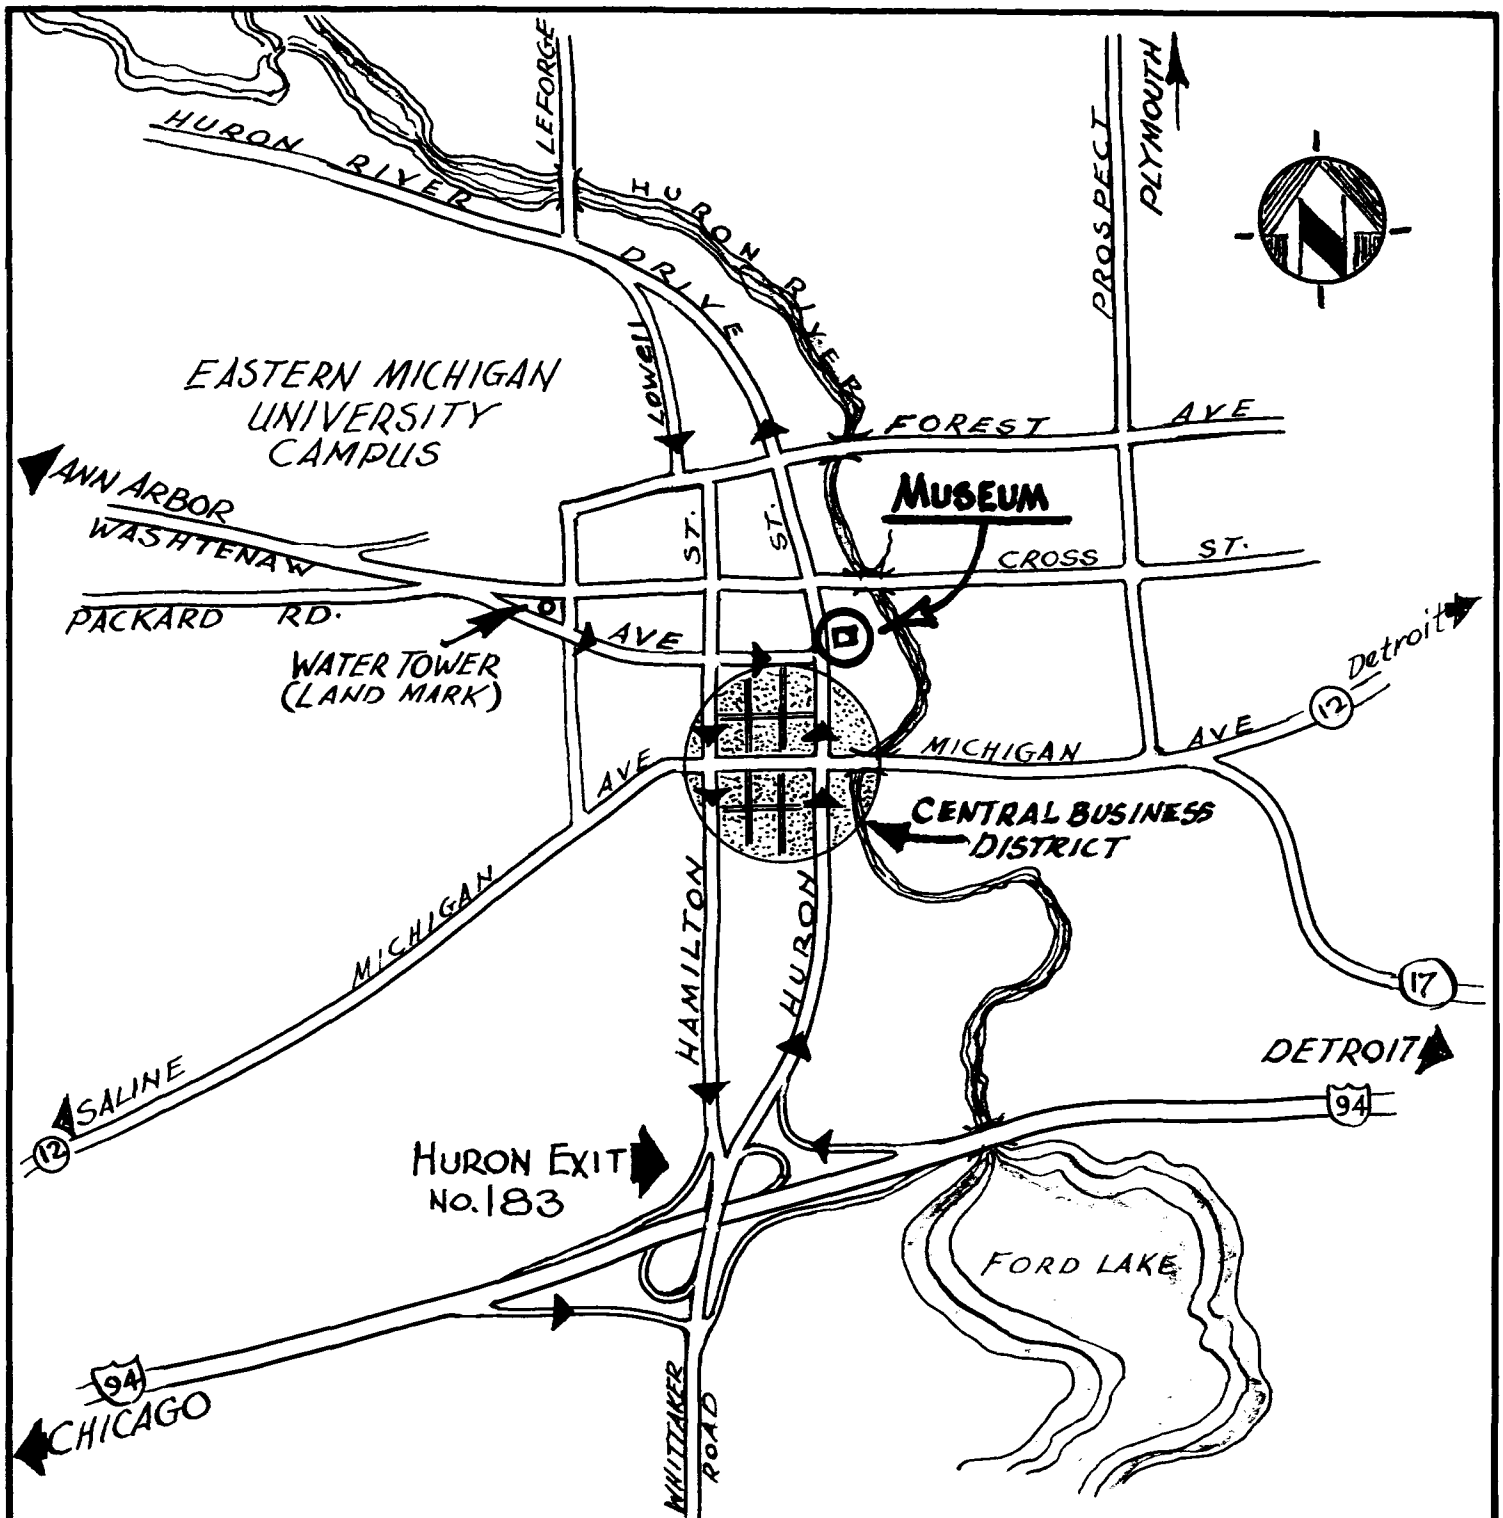 LEFORGE
PLYMOUTH
PROSPECT
HURON RIVER DRIVE
HURON RIVER
N
LOWell
EASTERN MICHIGAN
UNIVERSITY
CAMPUS
FOREST AVE
ANN ARBOR
WASHTENAW
MUSEUM
ST.
ST.
CROSS ST.
PACKARD RD.
AVE
WATER TOWER
(LAND MARK)
Detroit
12
MICHIGAN AVE
AVE
CENTRAL BUSINESS
DISTRICT
MICHIGAN
HAMILTON
HURON
17
DETROIT
SALINE
12
94
HURON EXIT
NO. 183
FORD LAKE
94
CHICAGO
WHITTAKER
ROAD